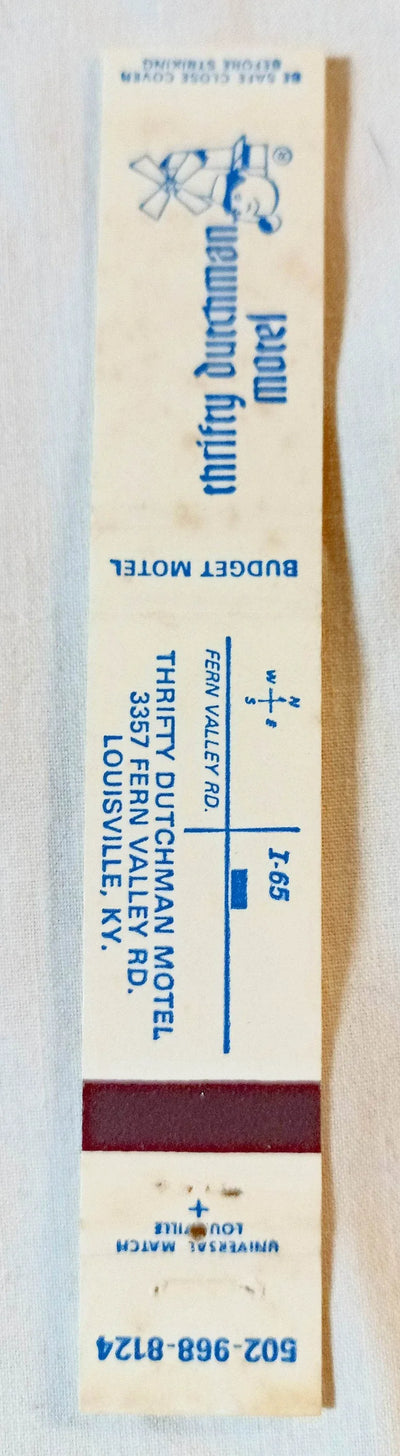 BE SAFE CLOSE COVER
BEFORE STRIKING
®
thrifty dutchman
motel
BUDGET MOTEL
N
W
E
S
FERN VALLEY RD.
I-65
THRIFTY DUTCHMAN MOTEL
3357 FERN VALLEY RD.
LOUISVILLE, KY.
UNIVERSAL MATCH
LOUISVILLE
502-968-8124